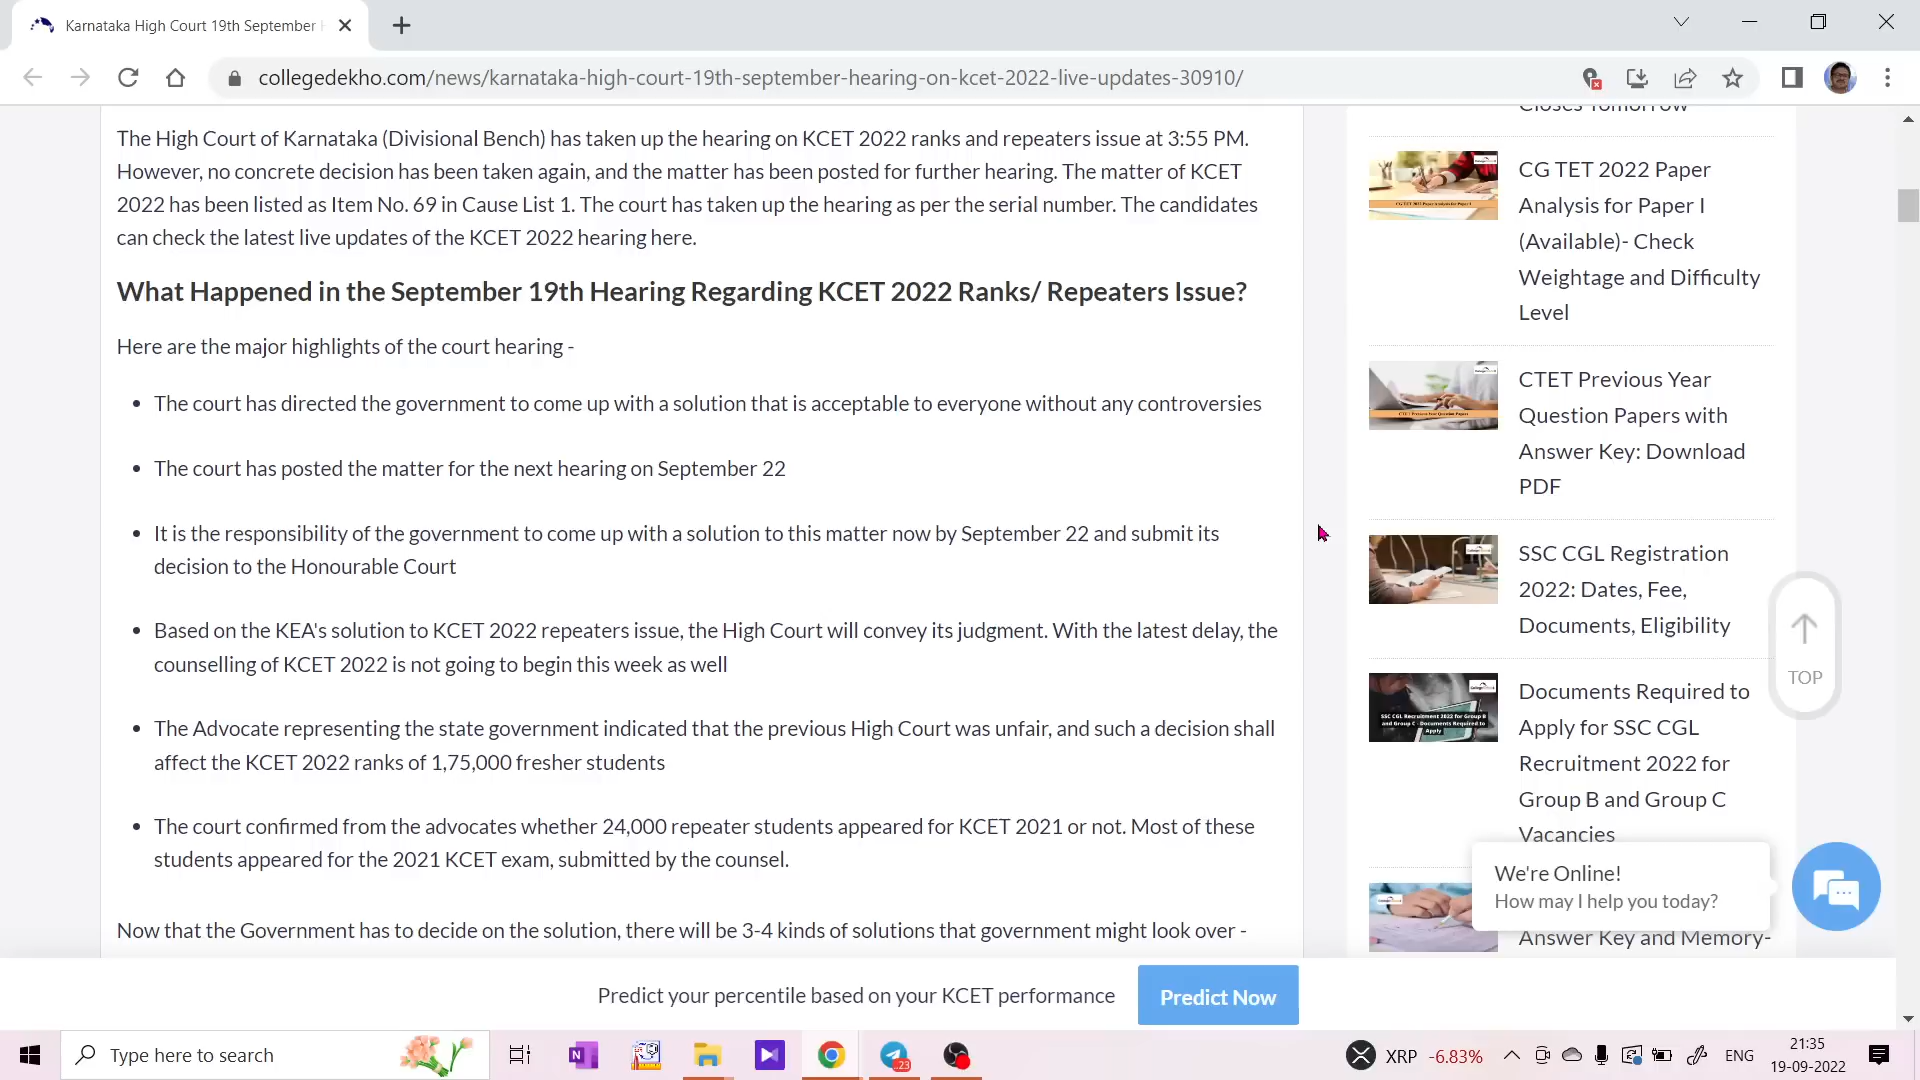 Karnataka High Court 19th September
collegedekho.com/news/karnataka-high-court-19th-september-hearing-on-kcet-2022-live-updates-30910/
The High Court of Karnataka (Divisional Bench) has taken up the hearing on KCET 2022 ranks and repeaters issue at 3:55 PM.
However, no concrete decision has been taken again, and the matter has been posted for further hearing. The matter of KCET
2022 has been listed as Item No. 69 in Cause List 1. The court has taken up the hearing as per the serial number. The candidates
can check the latest live updates of the KCET 2022 hearing here.
What Happened in the September 19th Hearing Regarding KCET 2022 Ranks/ Repeaters Issue?
Here are the major highlights of the court hearing -
• The court has directed the government to come up with a solution that is acceptable to everyone without any controversies
• The court has posted the matter for the next hearing on September 22
• It is the responsibility of the government to come up with a solution to this matter now by September 22 and submit its
decision to the Honourable Court
• Based on the KEA's solution to KCET 2022 repeaters issue, the High Court will convey its judgment. With the latest delay, the
counselling of KCET 2022 is not going to begin this week as well
• The Advocate representing the state government indicated that the previous High Court was unfair, and such a decision shall
affect the KCET 2022 ranks of 1,75,000 fresher students
• The court confirmed from the advocates whether 24,000 repeater students appeared for KCET 2021 or not. Most of these
students appeared for the 2021 KCET exam, submitted by the counsel.
Now that the Government has to decide on the solution, there will be 3-4 kinds of solutions that government might look over -
Closes Tomorrow
CG TET 2022 Paper
Analysis for Paper I
(Available)- Check
Weightage and Difficulty
Level
CTET Previous Year
Question Papers with
Answer Key: Download
PDF
SSC CGL Registration
2022: Dates, Fee,
Documents, Eligibility
SSC CGL Recruitment 2022 for Group B
and Group C - Documents Required to
Apply
Documents Required to
Apply for SSC CGL
Recruitment 2022 for
Group B and Group C
Vacancies
Answer Key and Memory-
TOP
We're Online!
How may I help you today?
Predict your percentile based on your KCET performance
Predict Now
Type here to search
23
XRP -6.83%
ENG
21:35
19-09-2022